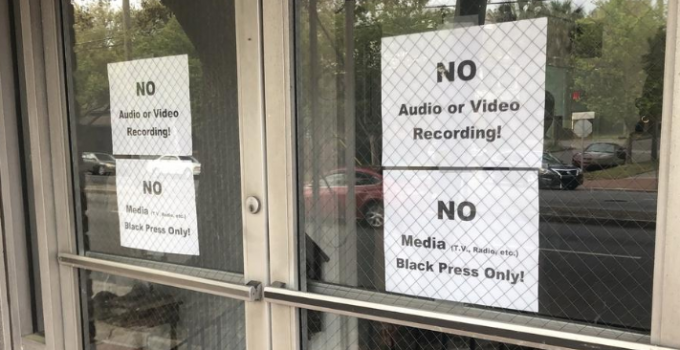 NO
Audio or Video
Recording!
NO
Media (T.V., Radio, etc.)
Black Press Only!
NO
Audio or Video
Recording!
NO
Media (T.V., Radio, etc.)
Black Press Only!